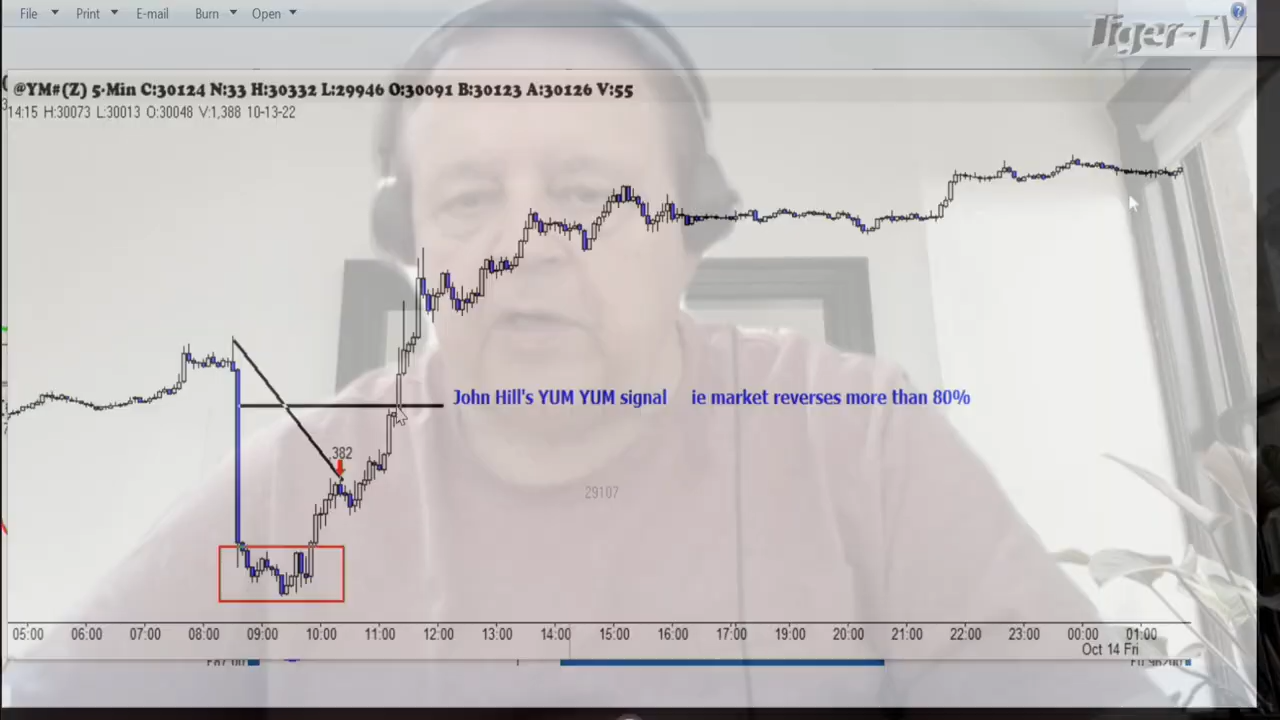 File Print E-mail Burn Open
Tiger-TV
@YM#(Z) 5-Min C:30124 N:33 H:30332 L:29946 O:30091 B:30123 A:30126 V:55
14:15 H:30073 L:30013 O:30048 V:1,388 10-13-22
John Hill's YUM YUM signal ie market reverses more than 80%
382
29107
05:00 06:00 07:00 08:00 09:00 10:00 11:00 12:00 13:00 14:00 15:00 16:00 17:00 18:00 19:00 20:00 21:00 22:00 23:00 00:00 01:00
Oct 14 Fri